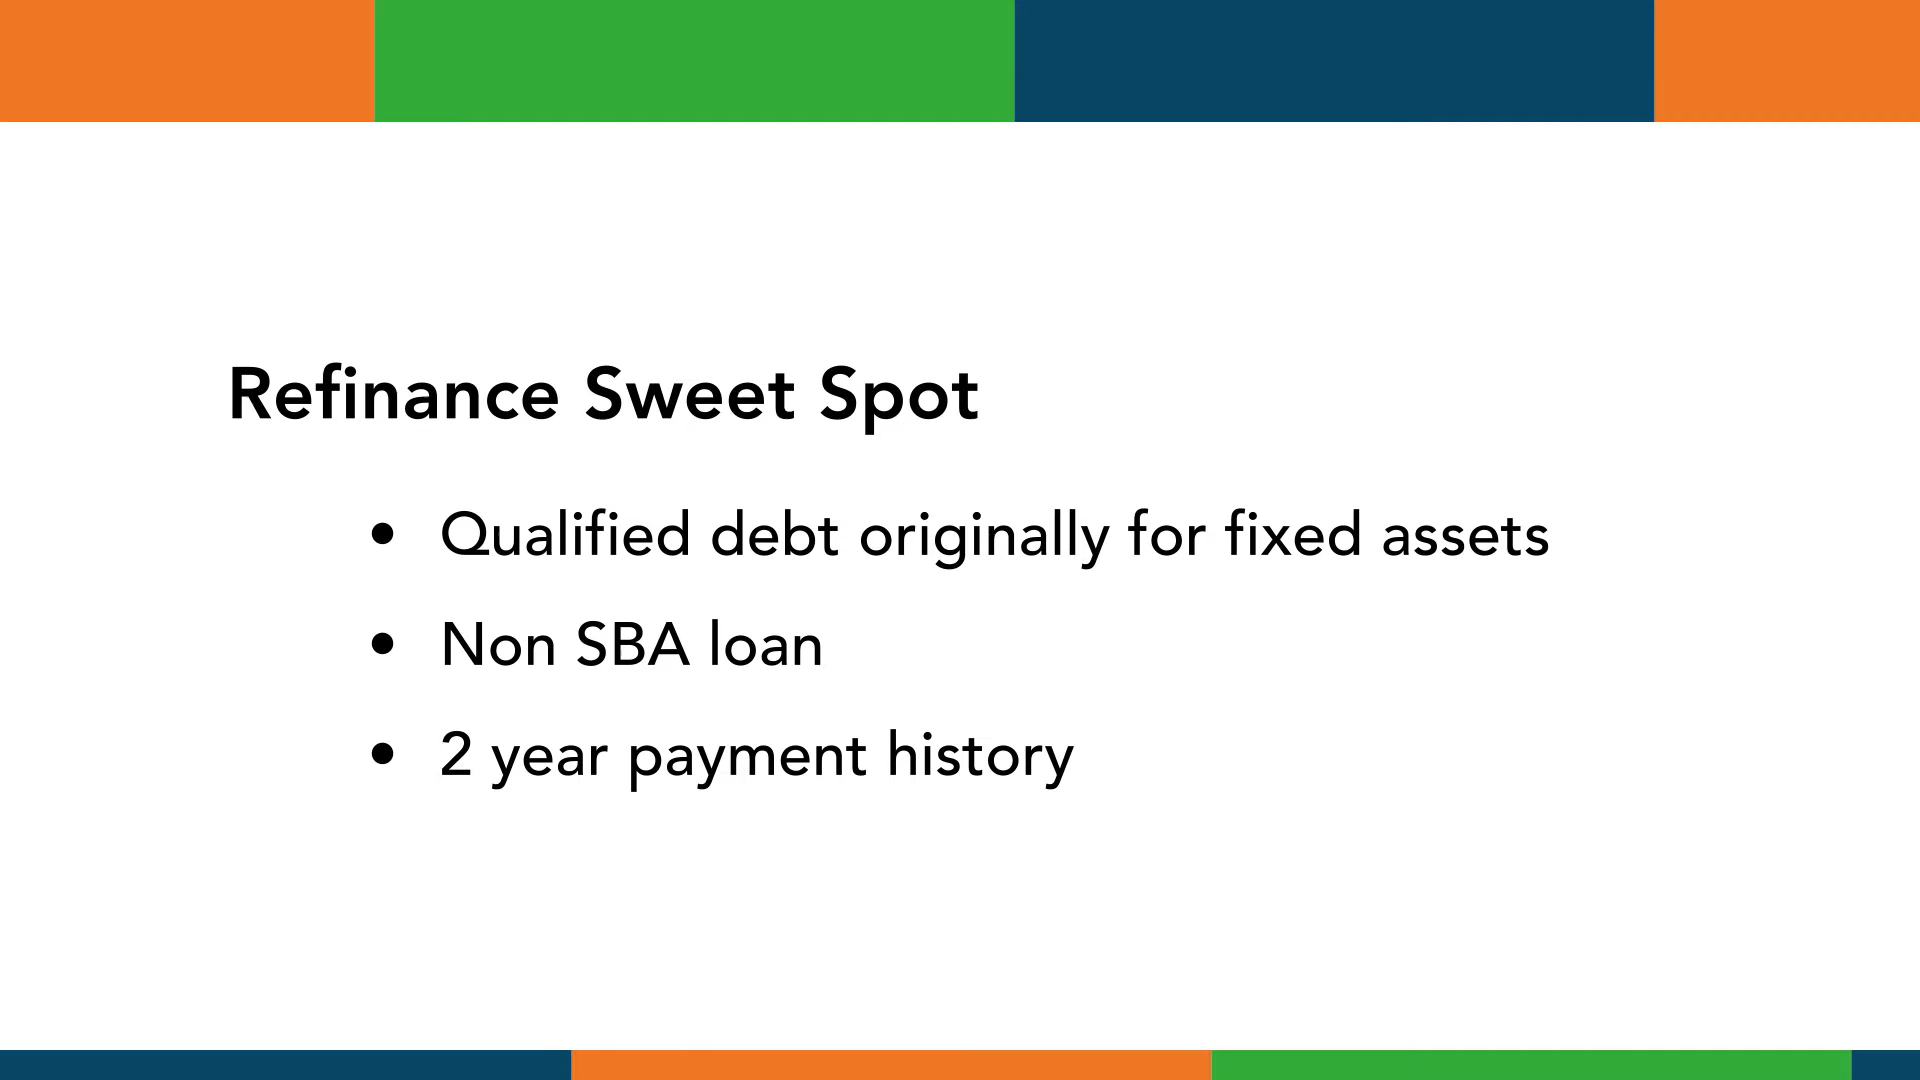 Refinance Sweet Spot
• Qualified debt originally for fixed assets
• Non SBA loan
• 2 year payment history